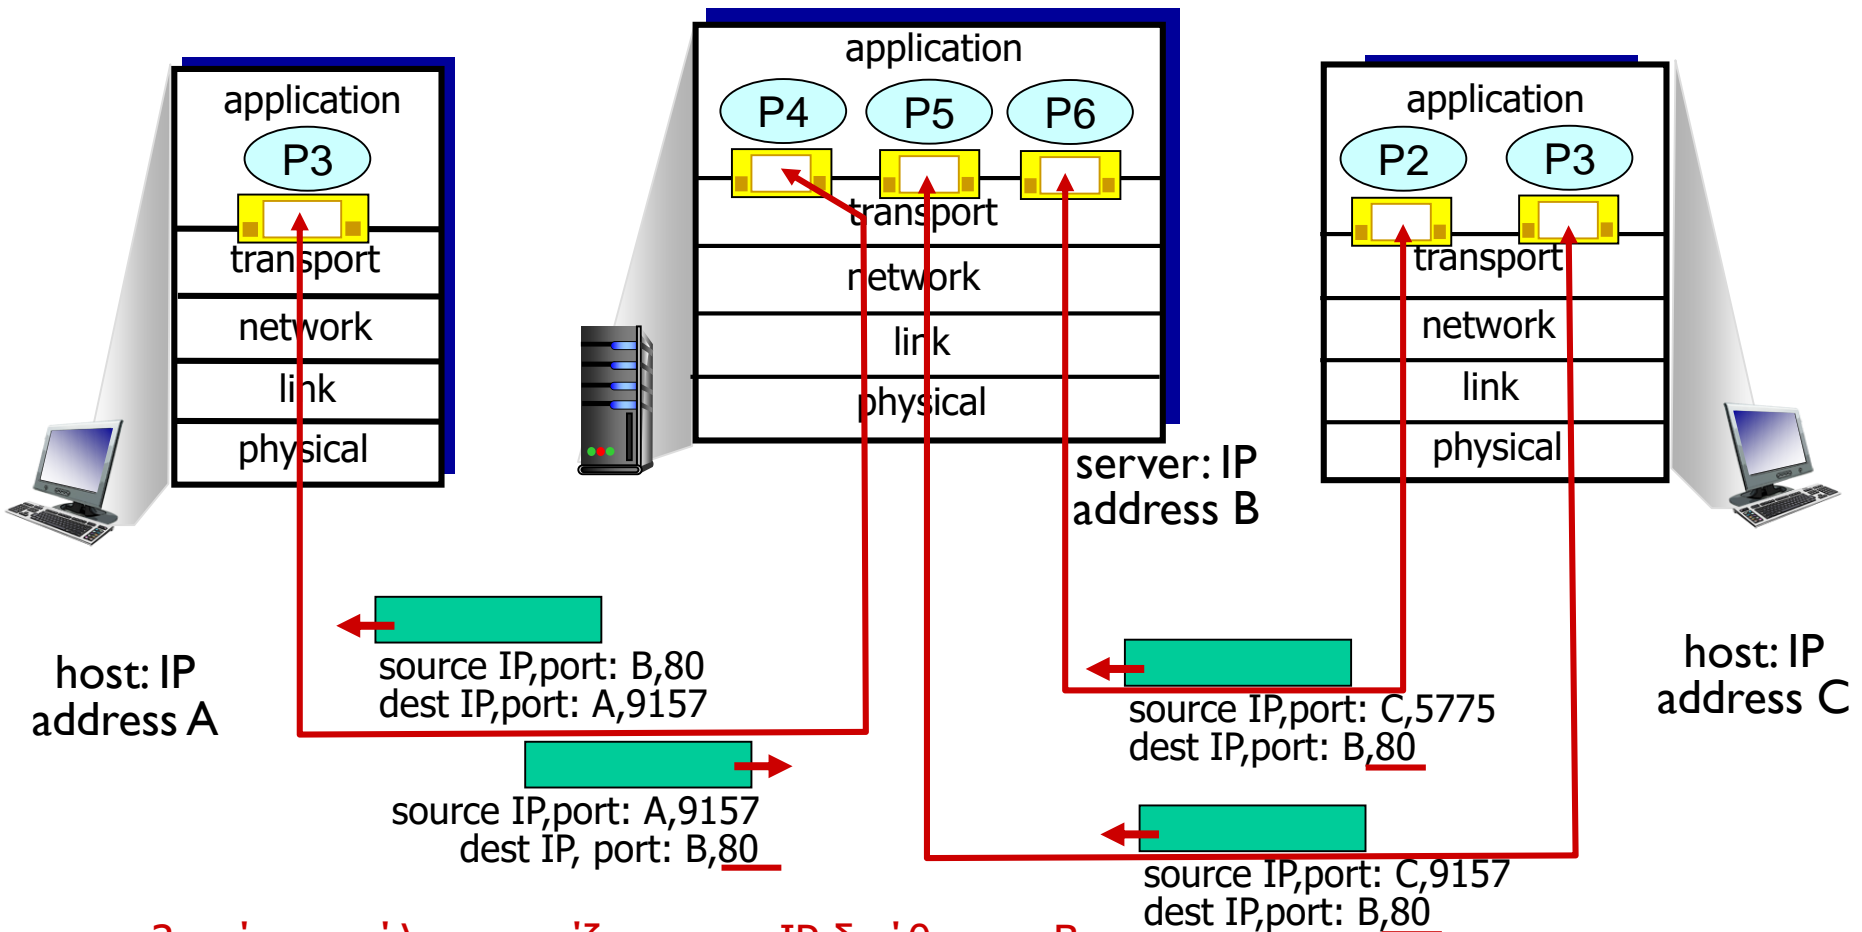 application
P3
transport
network
link
physical
host: IP
address A
application
P4
P5
P6
transport
network
link
physical
server: IP
address B
application
P2
P3
transport
network
link
physical
host: IP
address C
source IP,port: B,80
dest IP,port: A,9157
source IP,port: A,9157
dest IP, port: B,80
source IP,port: C,5775
dest IP,port: B,80
source IP,port: C,9157
dest IP,port: B,80